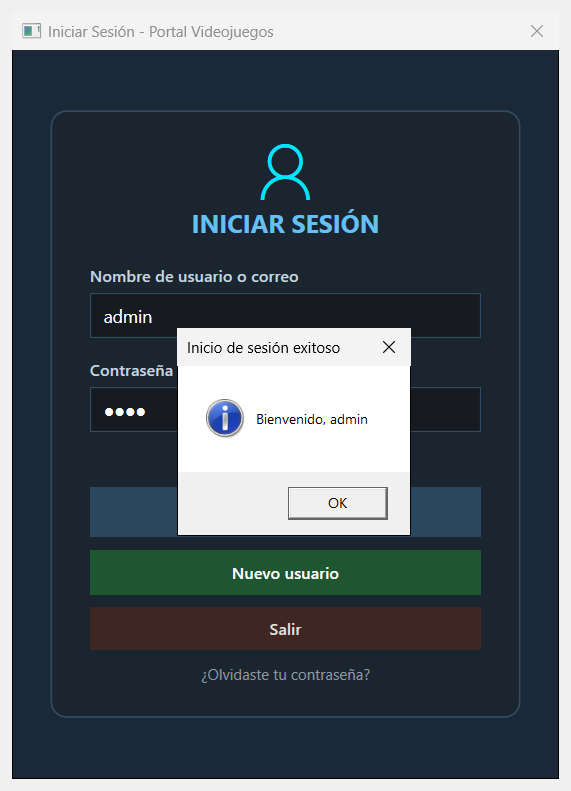 Iniciar Sesión - Portal Videojuegos
INICIAR SESIÓN
Nombre de usuario o correo
admin
Inicio de sesión exitoso
Contraseña
••••
Bienvenido, admin
OK
Nuevo usuario
Salir
¿Olvidaste tu contraseña?